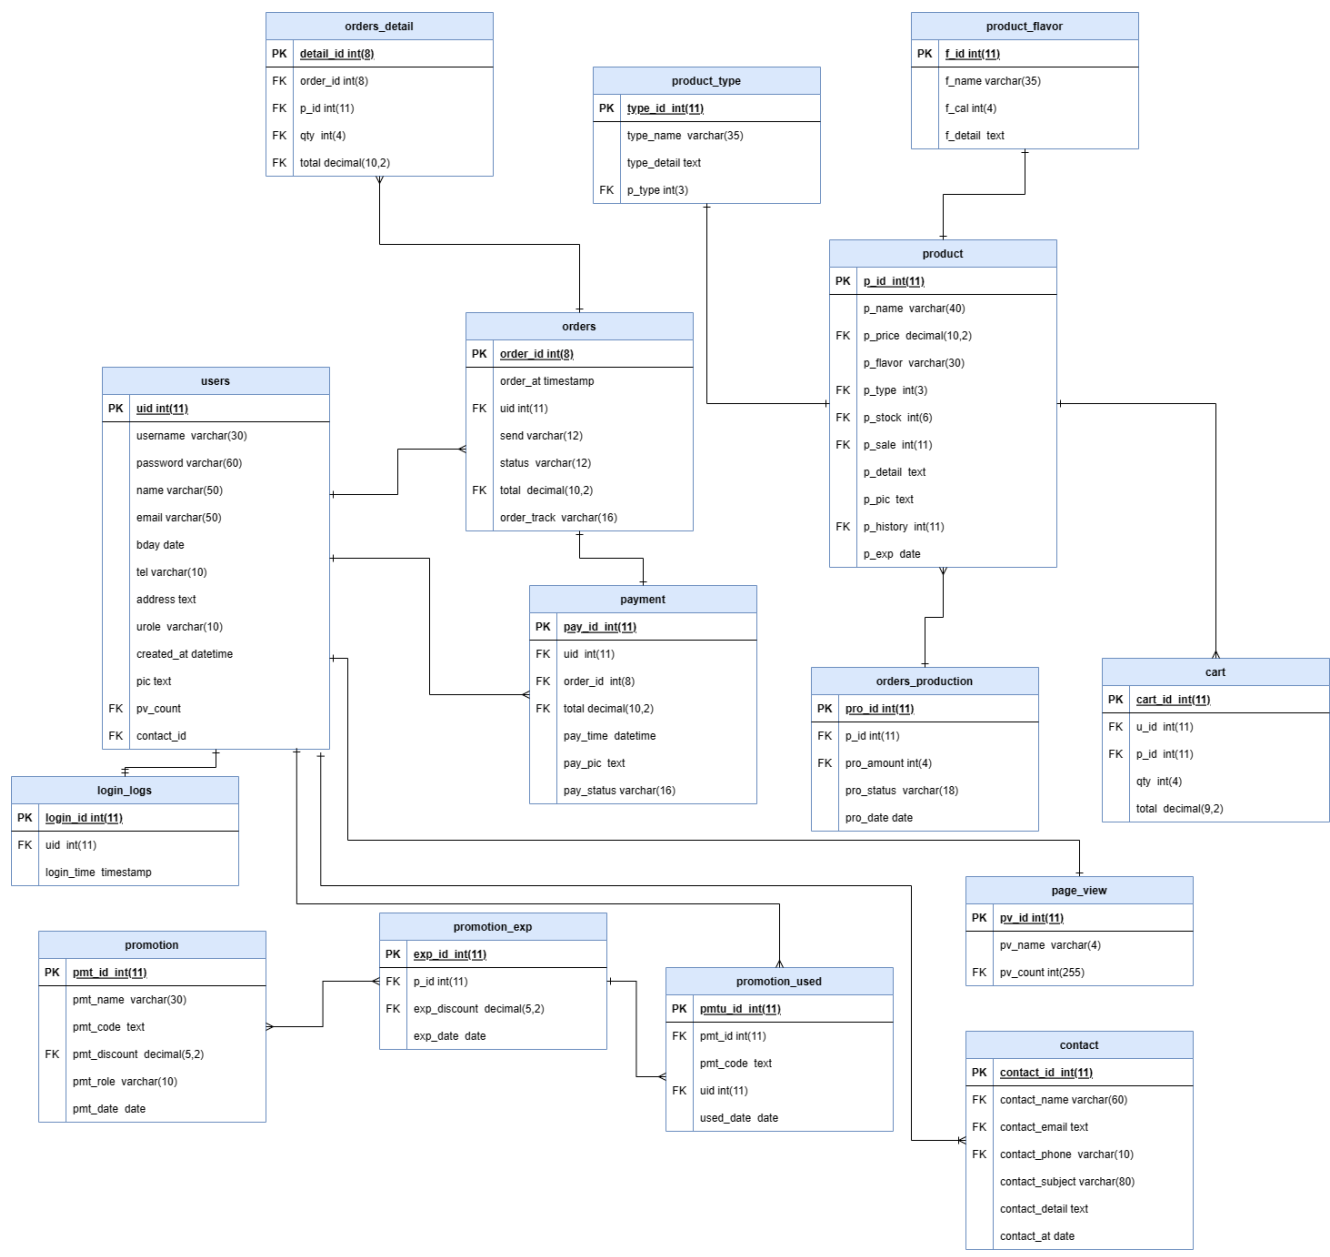 orders_detail
PK detail_id int(8)
FK order_id int(8)
FK p_id int(11)
FK qty int(4)
FK total decimal(10,2)
product_type
PK type_id int(11)
type_name varchar(35)
type_detail text
FK p_type int(3)
product_flavor
PK f_id int(11)
f_name varchar(35)
f_cal int(4)
f_detail text
product
PK p_id int(11)
p_name varchar(40)
FK p_price decimal(10,2)
p_flavor varchar(30)
FK p_type int(3)
FK p_stock int(6)
FK p_sale int(11)
p_detail text
p_pic text
FK p_history int(11)
p_exp date
orders
PK order_id int(8)
order_at timestamp
FK uid int(11)
send varchar(12)
status varchar(12)
FK total decimal(10,2)
order_track varchar(16)
users
PK uid int(11)
username varchar(30)
password varchar(60)
name varchar(50)
email varchar(50)
bday date
tel varchar(10)
address text
urole varchar(10)
created_at datetime
pic text
FK pv_count
FK contact_id
payment
PK pay_id int(11)
FK uid int(11)
FK order_id int(8)
FK total decimal(10,2)
pay_time datetime
pay_pic text
pay_status varchar(16)
orders_production
PK pro_id int(11)
FK p_id int(11)
FK pro_amount int(4)
pro_status varchar(18)
pro_date date
cart
PK cart_id int(11)
FK u_id int(11)
FK p_id int(11)
qty int(4)
total decimal(9,2)
login_logs
PK login_id int(11)
FK uid int(11)
login_time timestamp
page_view
PK pv_id int(11)
pv_name varchar(4)
FK pv_count int(255)
promotion
PK pmt_id int(11)
pmt_name varchar(30)
pmt_code text
FK pmt_discount decimal(5,2)
pmt_role varchar(10)
pmt_date date
promotion_exp
PK exp_id int(11)
FK p_id int(11)
FK exp_discount decimal(5,2)
exp_date date
promotion_used
PK pmtu_id int(11)
FK pmt_id int(11)
pmt_code text
FK uid int(11)
used_date date
contact
PK contact_id int(11)
FK contact_name varchar(60)
FK contact_email text
FK contact_phone varchar(10)
contact_subject varchar(80)
contact_detail text
contact_at date